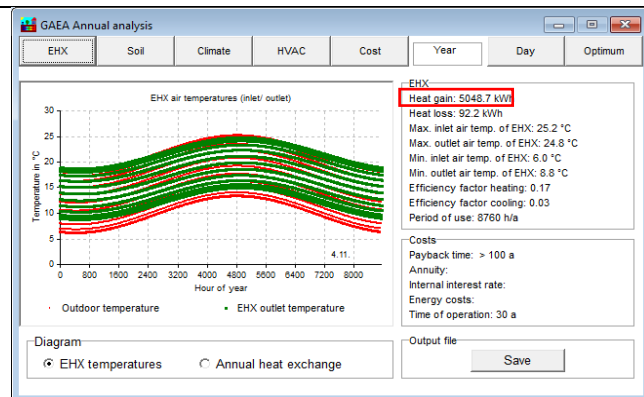 GAEA Annual analysis
EHX Soil Climate HVAC Cost Year Day Optimum
EHX air temperatures (inlet/ outlet)
Temperature in °C
30
25
20
15
10
5
0
4.11.
0 800 1600 2400 3200 4000 4800 5600 6400 7200 8000
Hour of year
Outdoor temperature EHX outlet temperature
EHX
Heat gain: 5048.7 kWh
Heat loss: 92.2 kWh
Max. inlet air temp. of EHX: 25.2 °C
Max. outlet air temp. of EHX: 24.8 °C
Min. inlet air temp. of EHX: 6.0 °C
Min. outlet air temp. of EHX: 8.8 °C
Efficiency factor heating: 0.17
Efficiency factor cooling: 0.03
Period of use: 8760 h/a
Costs
Payback time: > 100 a
Annuity:
Internal interest rate:
Energy costs:
Time of operation: 30 a
Diagram
EHX temperatures Annual heat exchange
Output file
Save